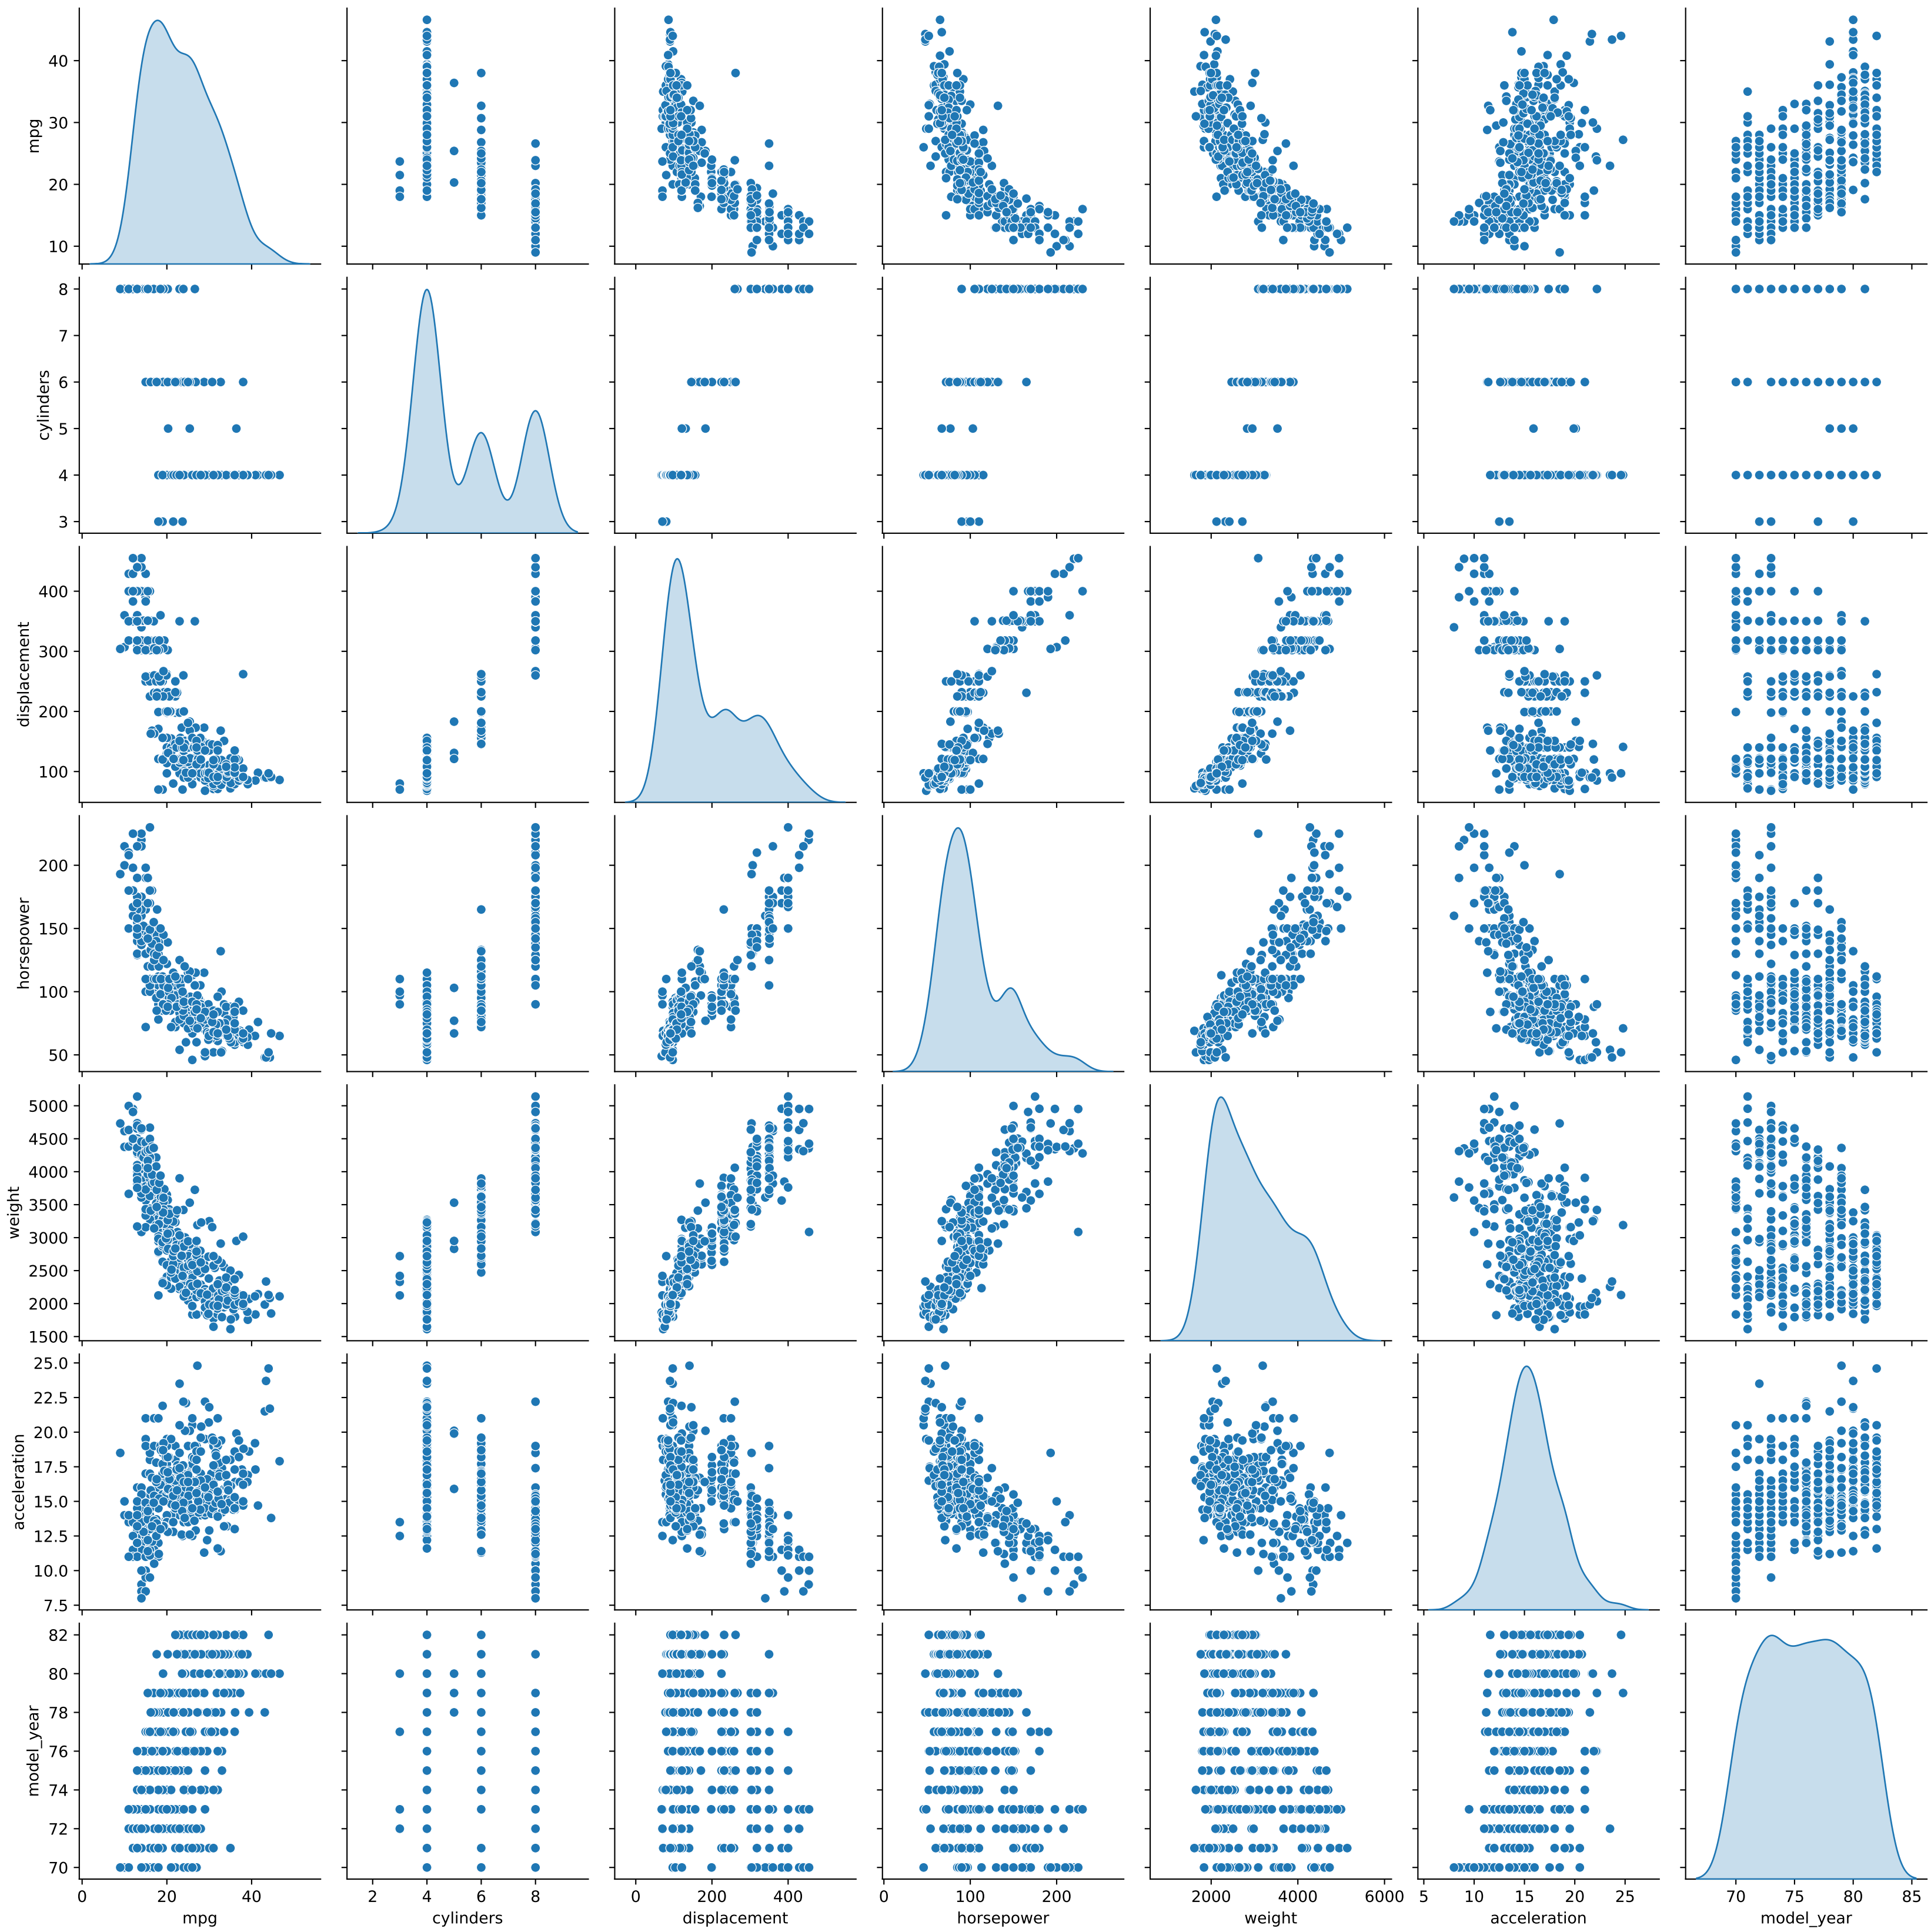 40
30
20
10
mpg
8
7
6
5
4
3
cylinders
400
300
200
100
displacement
200
150
100
50
horsepower
5000
4500
4000
3500
3000
2500
2000
1500
weight
25.0
22.5
20.0
17.5
15.0
12.5
10.0
7.5
acceleration
82
80
78
76
74
72
70
model_year
0 20 40
2 4 6 8
0 200 400
0 100 200
2000 4000 6000
5 10 15 20 25
70 75 80 85
mpg cylinders displacement horsepower weight acceleration model_year